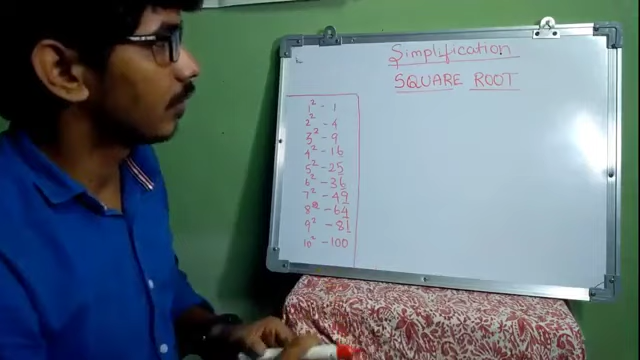 Simplification
SQUARE ROOT
1² - 1
2² - 4
3² - 9
4² - 16
5² - 25
6² - 36
7² - 49
8² - 64
9² - 81
10² - 100